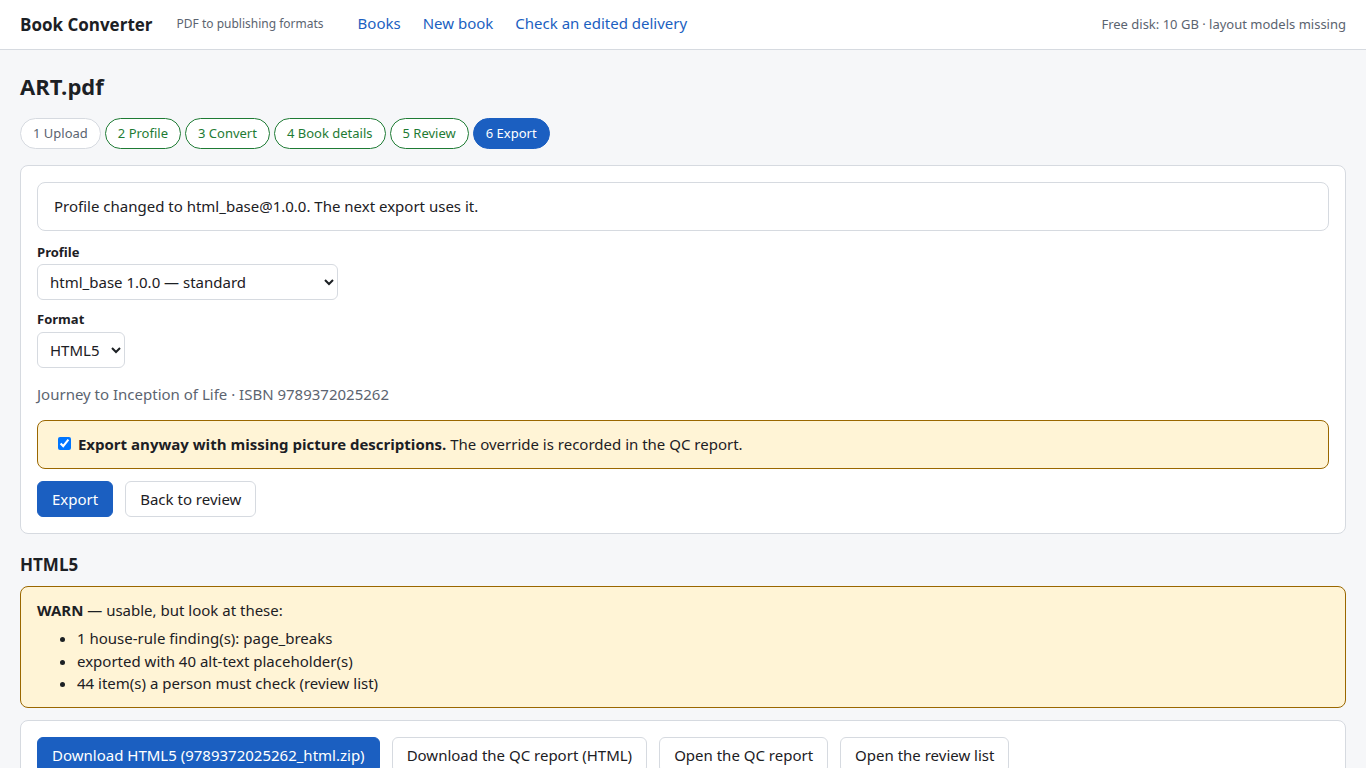 Book Converter PDF to publishing formats Books New book Check an edited delivery Free disk: 10 GB · layout models missing
ART.pdf
1 Upload 2 Profile 3 Convert 4 Book details 5 Review 6 Export
Profile changed to html_base@1.0.0. The next export uses it.
Profile
html_base 1.0.0 — standard
Format
HTML5
Journey to Inception of Life · ISBN 9789372025262
Export anyway with missing picture descriptions. The override is recorded in the QC report.
Export Back to review
HTML5
WARN — usable, but look at these:
• 1 house-rule finding(s): page_breaks
• exported with 40 alt-text placeholder(s)
• 44 item(s) a person must check (review list)
Download HTML5 (9789372025262_html.zip) Download the QC report (HTML) Open the QC report Open the review list